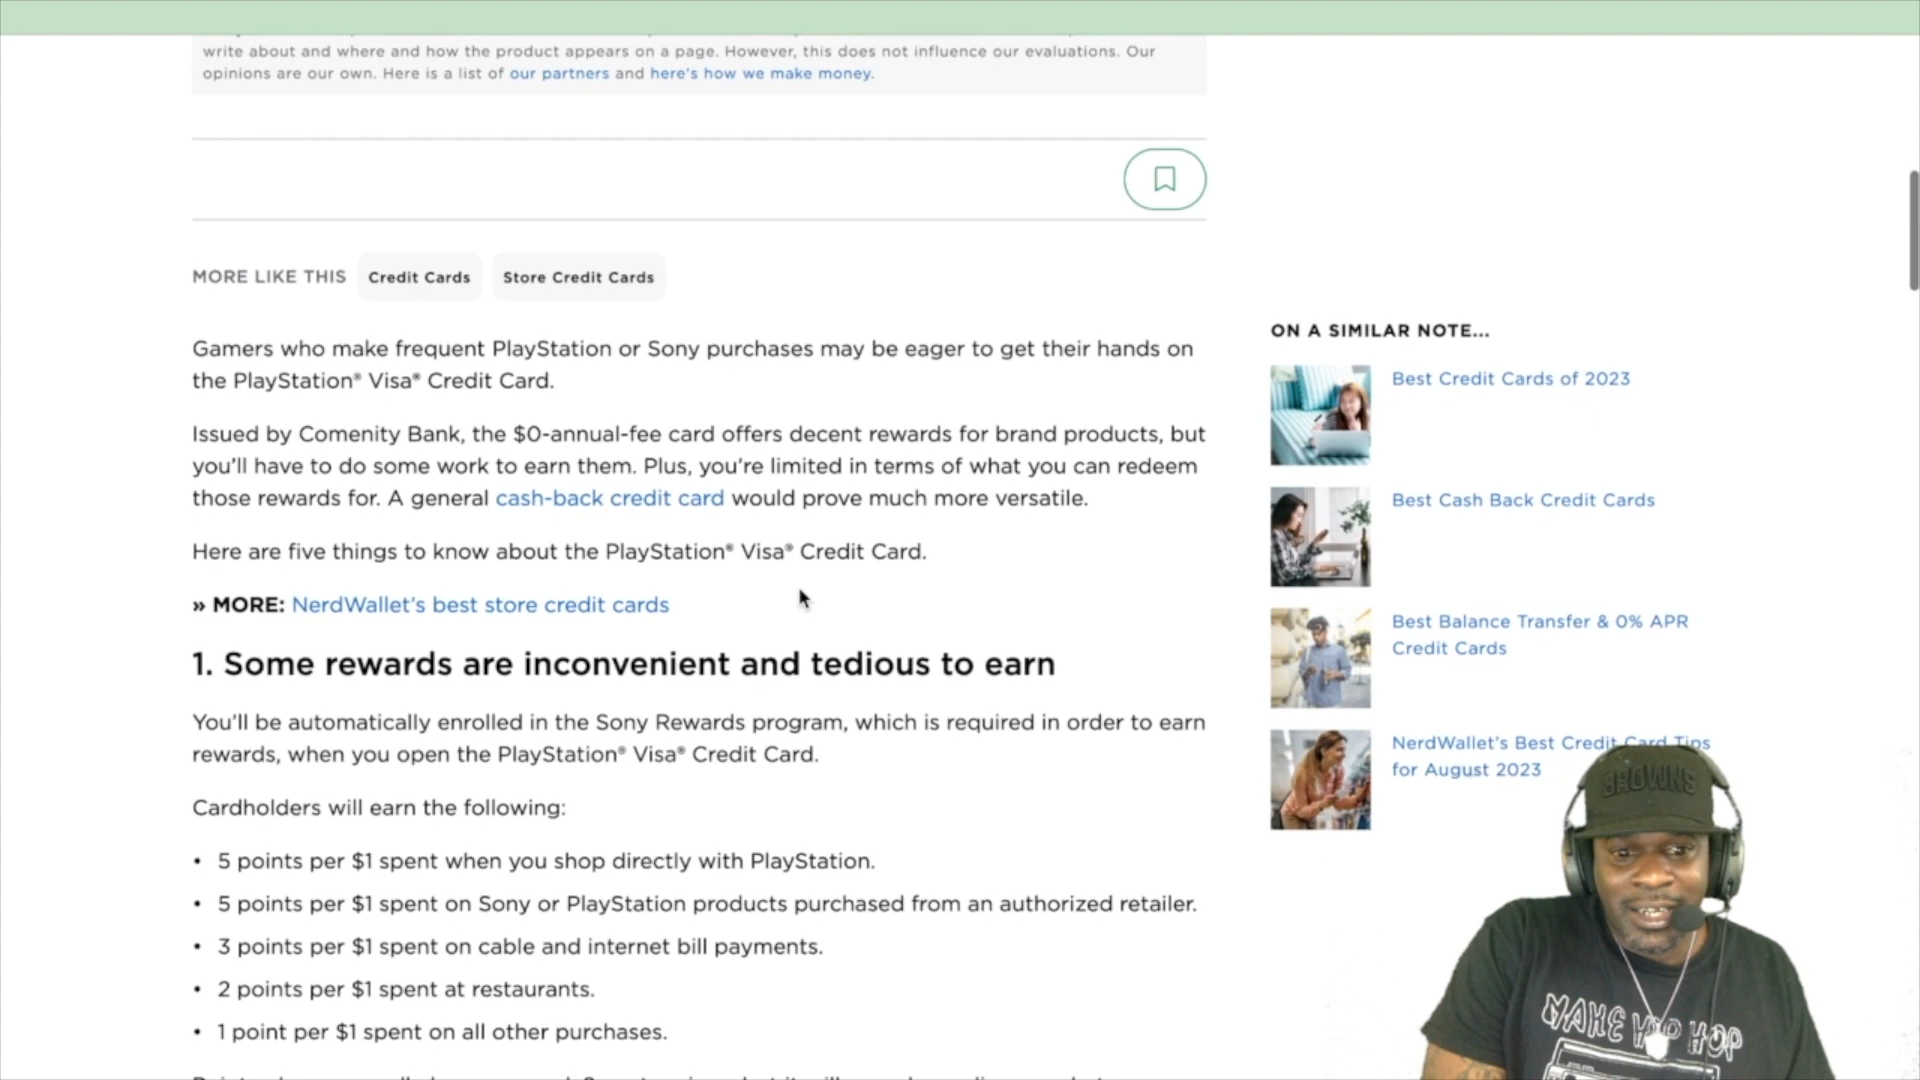 write about and where and how the product appears on a page. However, this does not influence our evaluations. Our
opinions are our own. Here is a list of our partners and here's how we make money.
MORE LIKE THIS Credit Cards Store Credit Cards
Gamers who make frequent PlayStation or Sony purchases may be eager to get their hands on
the PlayStation® Visa® Credit Card.
Issued by Comenity Bank, the $0-annual-fee card offers decent rewards for brand products, but
you'll have to do some work to earn them. Plus, you're limited in terms of what you can redeem
those rewards for. A general cash-back credit card would prove much more versatile.
Here are five things to know about the PlayStation® Visa® Credit Card.
» MORE: NerdWallet's best store credit cards
1. Some rewards are inconvenient and tedious to earn
You'll be automatically enrolled in the Sony Rewards program, which is required in order to earn
rewards, when you open the PlayStation® Visa® Credit Card.
Cardholders will earn the following:
• 5 points per $1 spent when you shop directly with PlayStation.
• 5 points per $1 spent on Sony or PlayStation products purchased from an authorized retailer.
• 3 points per $1 spent on cable and internet bill payments.
• 2 points per $1 spent at restaurants.
• 1 point per $1 spent on all other purchases.
ON A SIMILAR NOTE...
Best Credit Cards of 2023
Best Cash Back Credit Cards
Best Balance Transfer & 0% APR
Credit Cards
NerdWallet's Best Credit Card Tips
for August 2023
BROWNS
MAKE HIP HOP